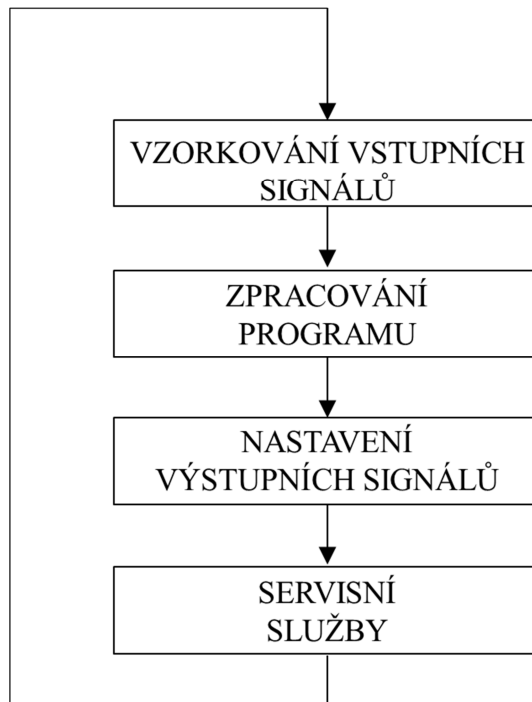 VZORKOVÁNÍ VSTUPNÍCH
SIGNÁLŮ
ZPRACOVÁNÍ
PROGRAMU
NASTAVENÍ
VÝSTUPNÍCH SIGNÁLŮ
SERVISNÍ
SLUŽBY